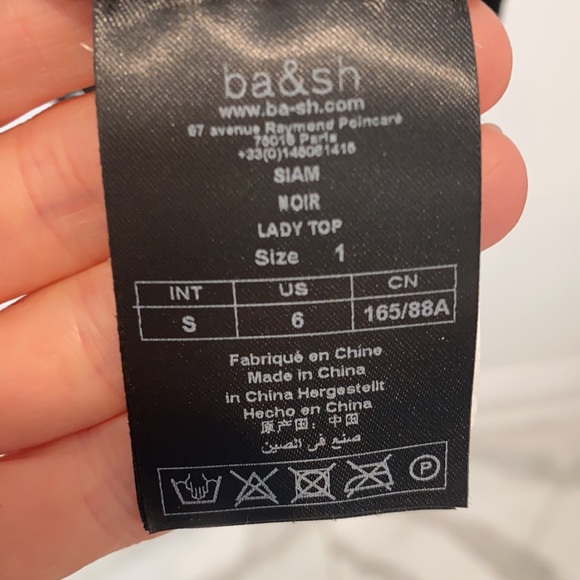 ba&sh
www.ba-sh.com
67 avenue Raymond Poincaré
75016 Paris
+33(0)145061415
SIAM
NOIR
LADY TOP
Size 1
INT US CN
S 6 165/88A
Fabriqué en Chine
Made in China
in China Hergestellt
Hecho en China
原产国：中国
صنع في الصين
P